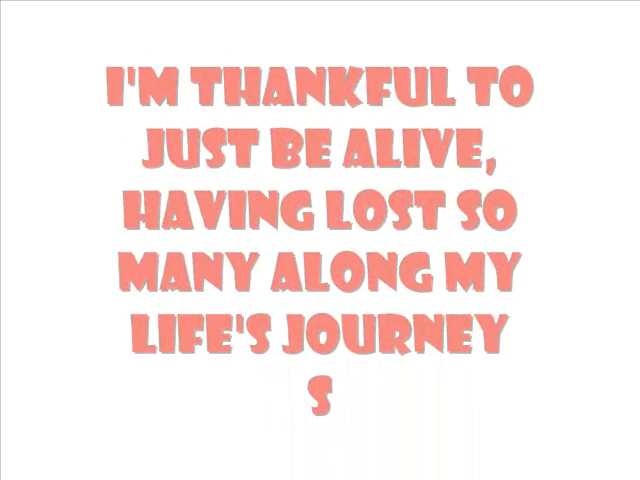 I'M THANKFUL TO
JUST BE ALIVE,
HAVING LOST SO
MANY ALONG MY
LIFE'S JOURNEY
S